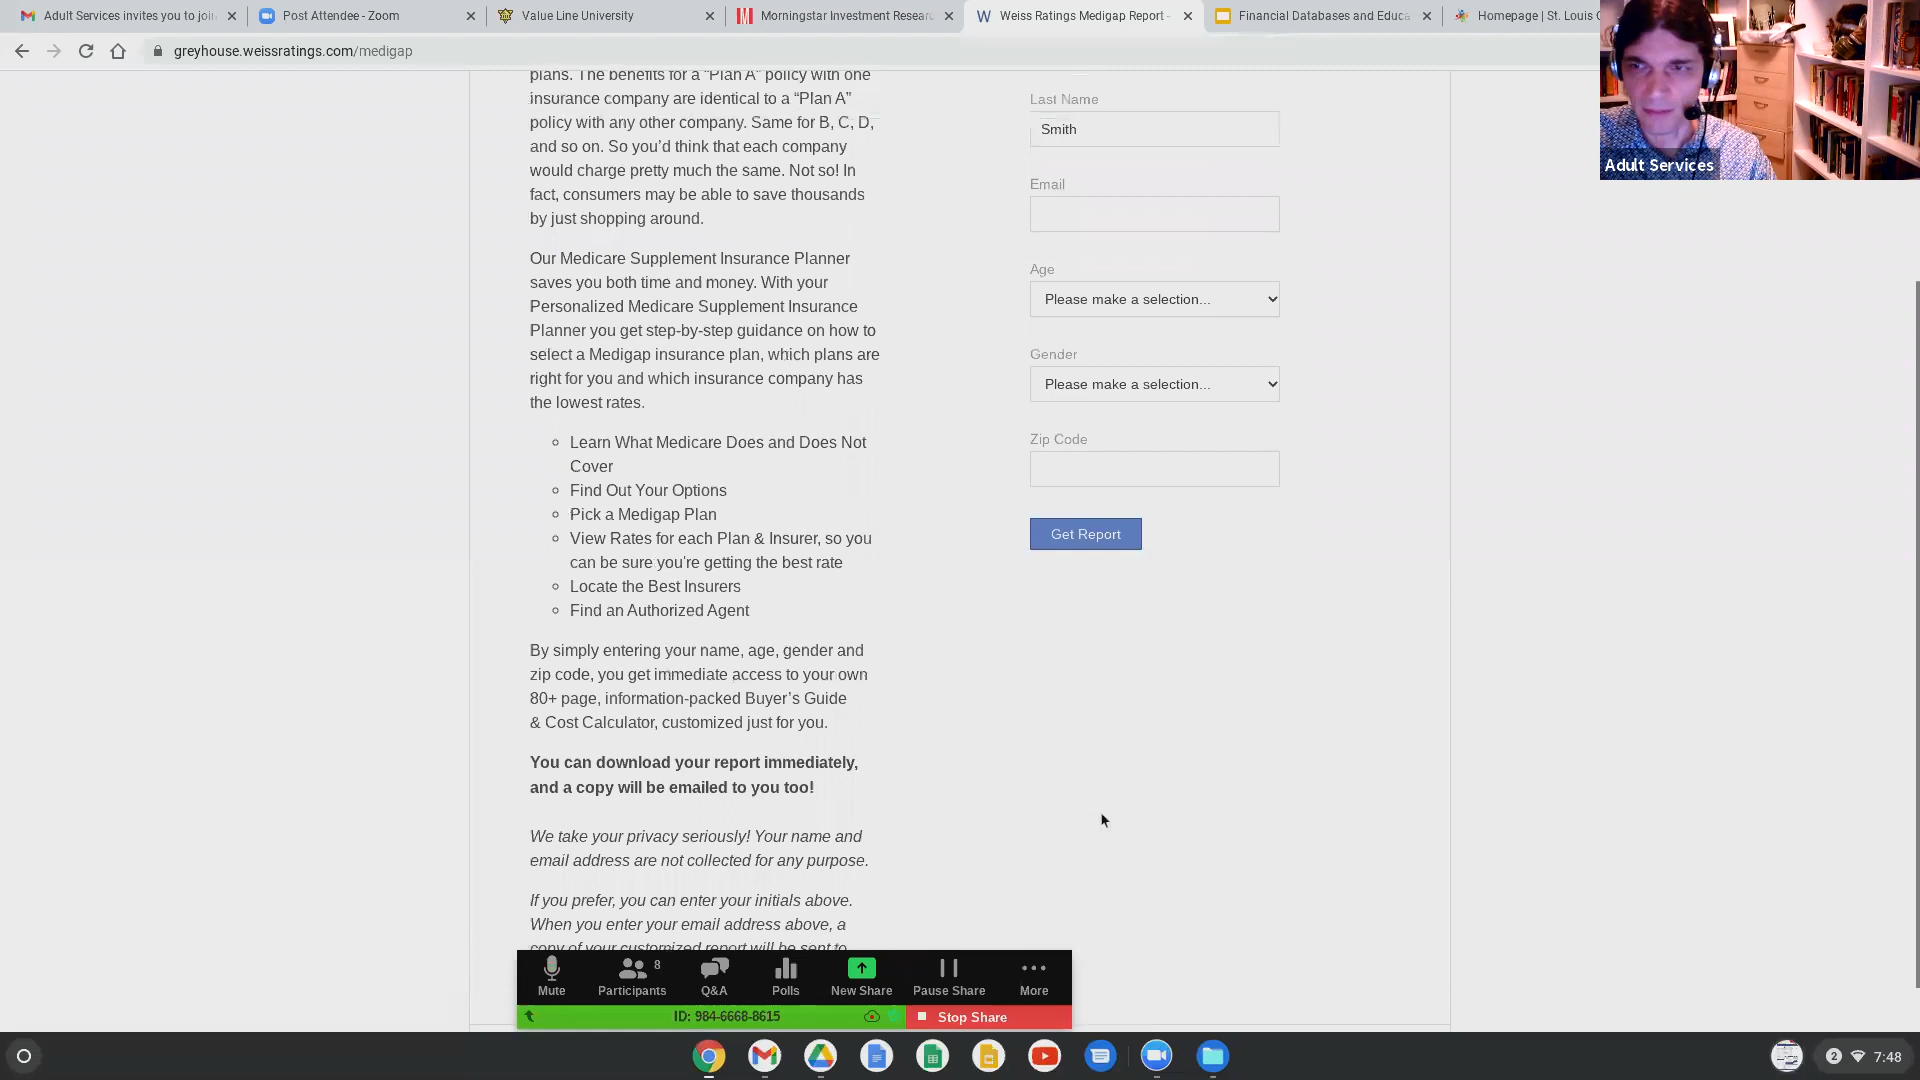 Adult Services invites you to joi
Post Attendee - Zoom
Value Line University
Morningstar Investment Resear
Weiss Ratings Medigap Report -
Financial Databases and Educa
Homepage | St. Louis
greyhouse.weissratings.com/medigap
plans. The benefits for a “Plan A” policy with one
insurance company are identical to a “Plan A”
policy with any other company. Same for B, C, D,
and so on. So you’d think that each company
would charge pretty much the same. Not so! In
fact, consumers may be able to save thousands
by just shopping around.
Our Medicare Supplement Insurance Planner
saves you both time and money. With your
Personalized Medicare Supplement Insurance
Planner you get step-by-step guidance on how to
select a Medigap insurance plan, which plans are
right for you and which insurance company has
the lowest rates.
Learn What Medicare Does and Does Not
Cover
Find Out Your Options
Pick a Medigap Plan
View Rates for each Plan & Insurer, so you
can be sure you're getting the best rate
Locate the Best Insurers
Find an Authorized Agent
By simply entering your name, age, gender and
zip code, you get immediate access to your own
80+ page, information-packed Buyer’s Guide
& Cost Calculator, customized just for you.
You can download your report immediately,
and a copy will be emailed to you too!
We take your privacy seriously! Your name and
email address are not collected for any purpose.
If you prefer, you can enter your initials above.
When you enter your email address above, a
copy of your customized report will be sent to
Last Name
Smith
Email
Age
Please make a selection...
Gender
Please make a selection...
Zip Code
Get Report
Adult Services
8
Mute
Participants
Q&A
Polls
New Share
Pause Share
More
ID: 984-6668-8615
Stop Share
2
7:48